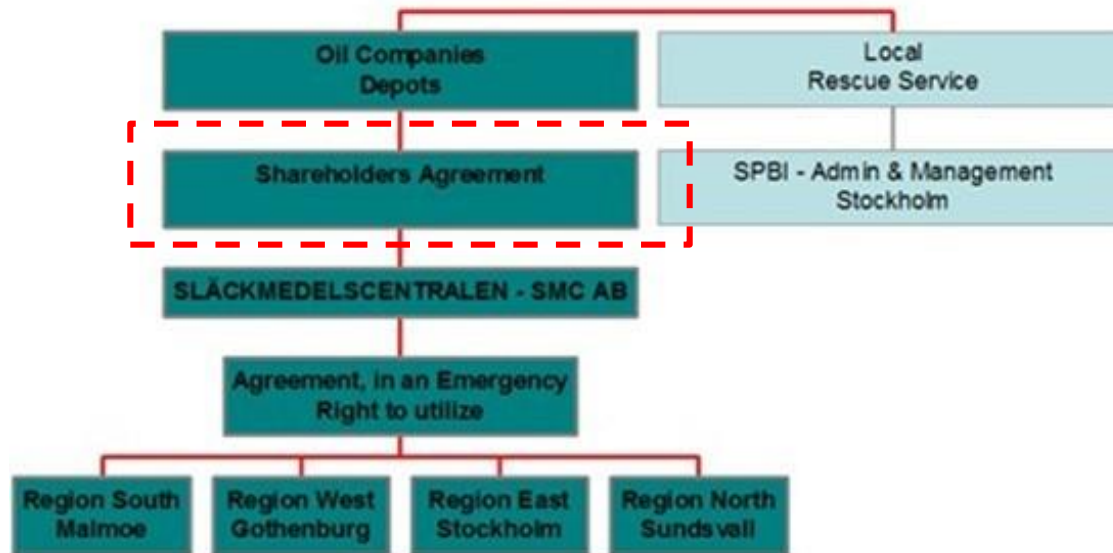 Oil Companies
Depots
Local
Rescue Service
Shareholders Agreement
SPBI - Admin & Management
Stockholm
SLÄCKMEDELSCENTRALEN - SMC AB
Agreement, in an Emergency
Right to utilize
Region South
Malmoe
Region West
Gothenburg
Region East
Stockholm
Region North
Sundsvall